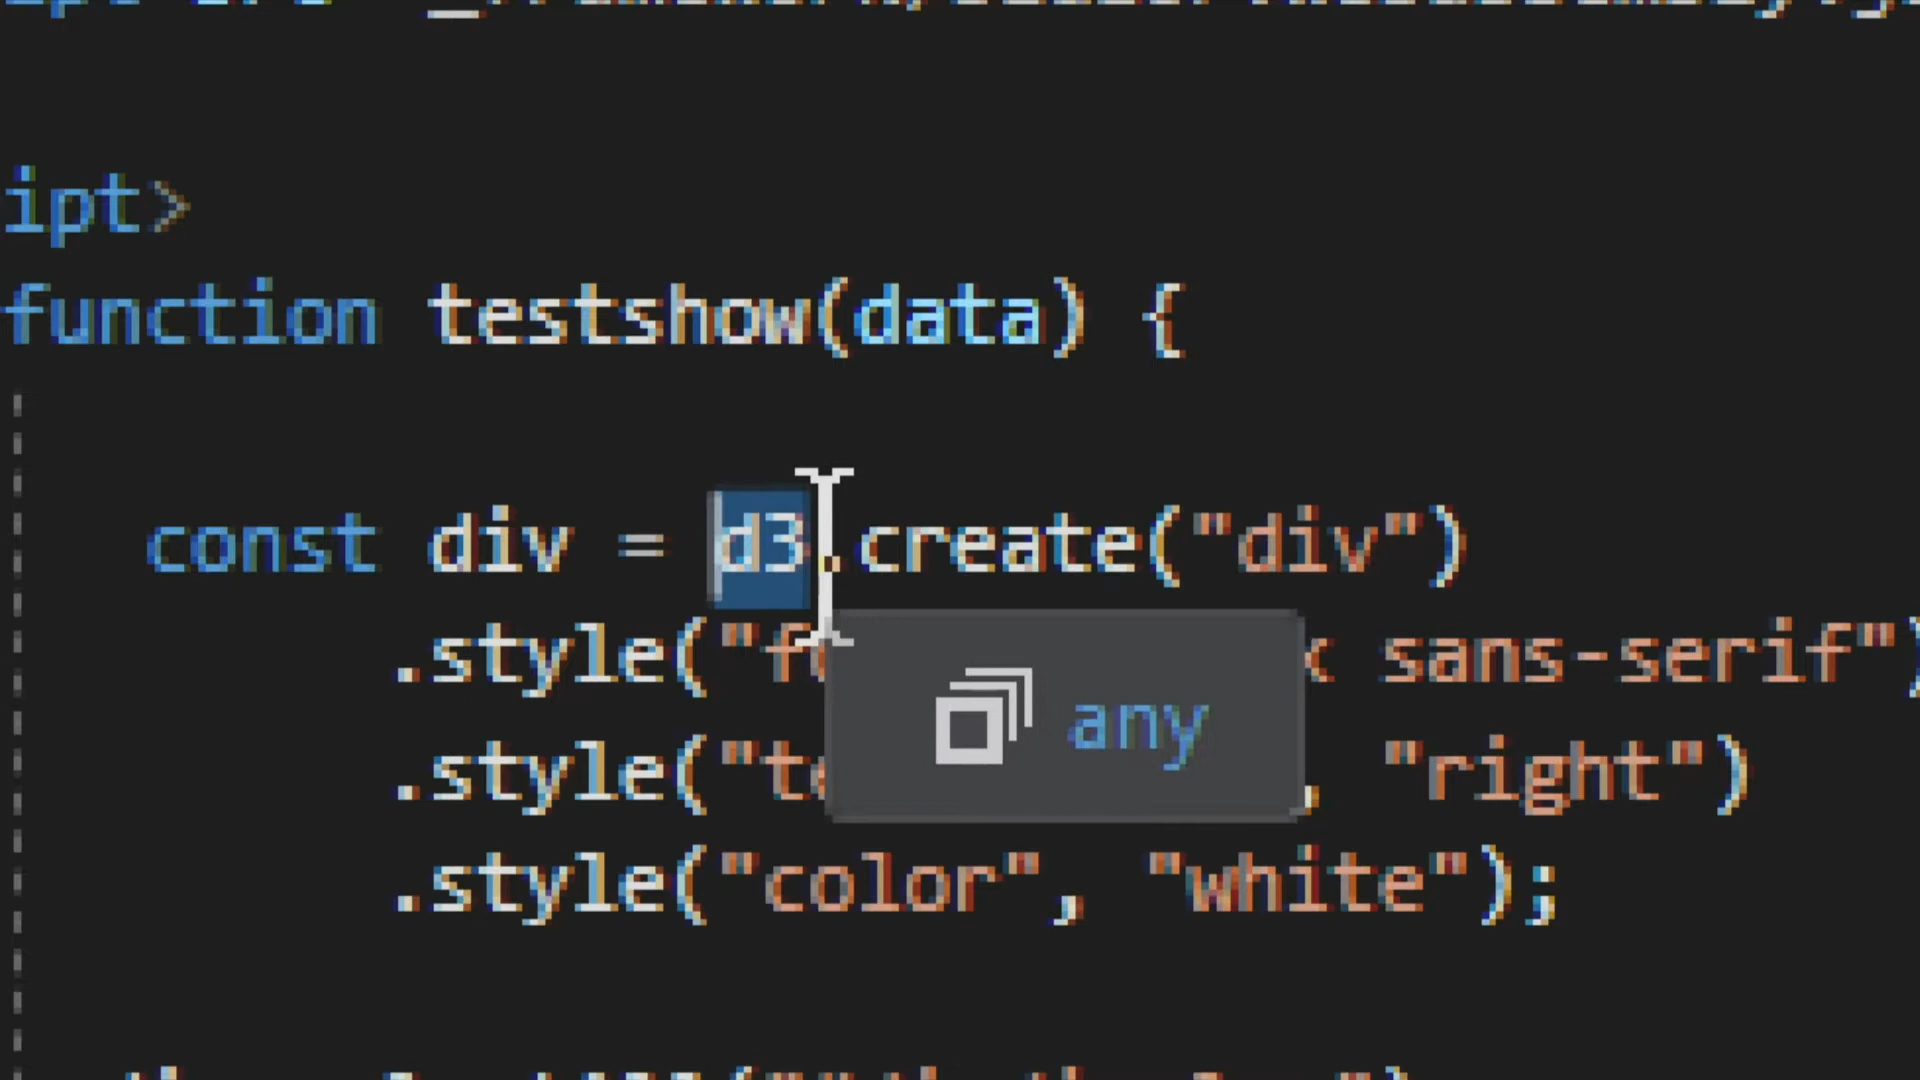 ipt>
function testshow(data) {
const div = d3.create("div")
.style("f sans-serif")
any
.style("t , "right")
.style("color", "white");